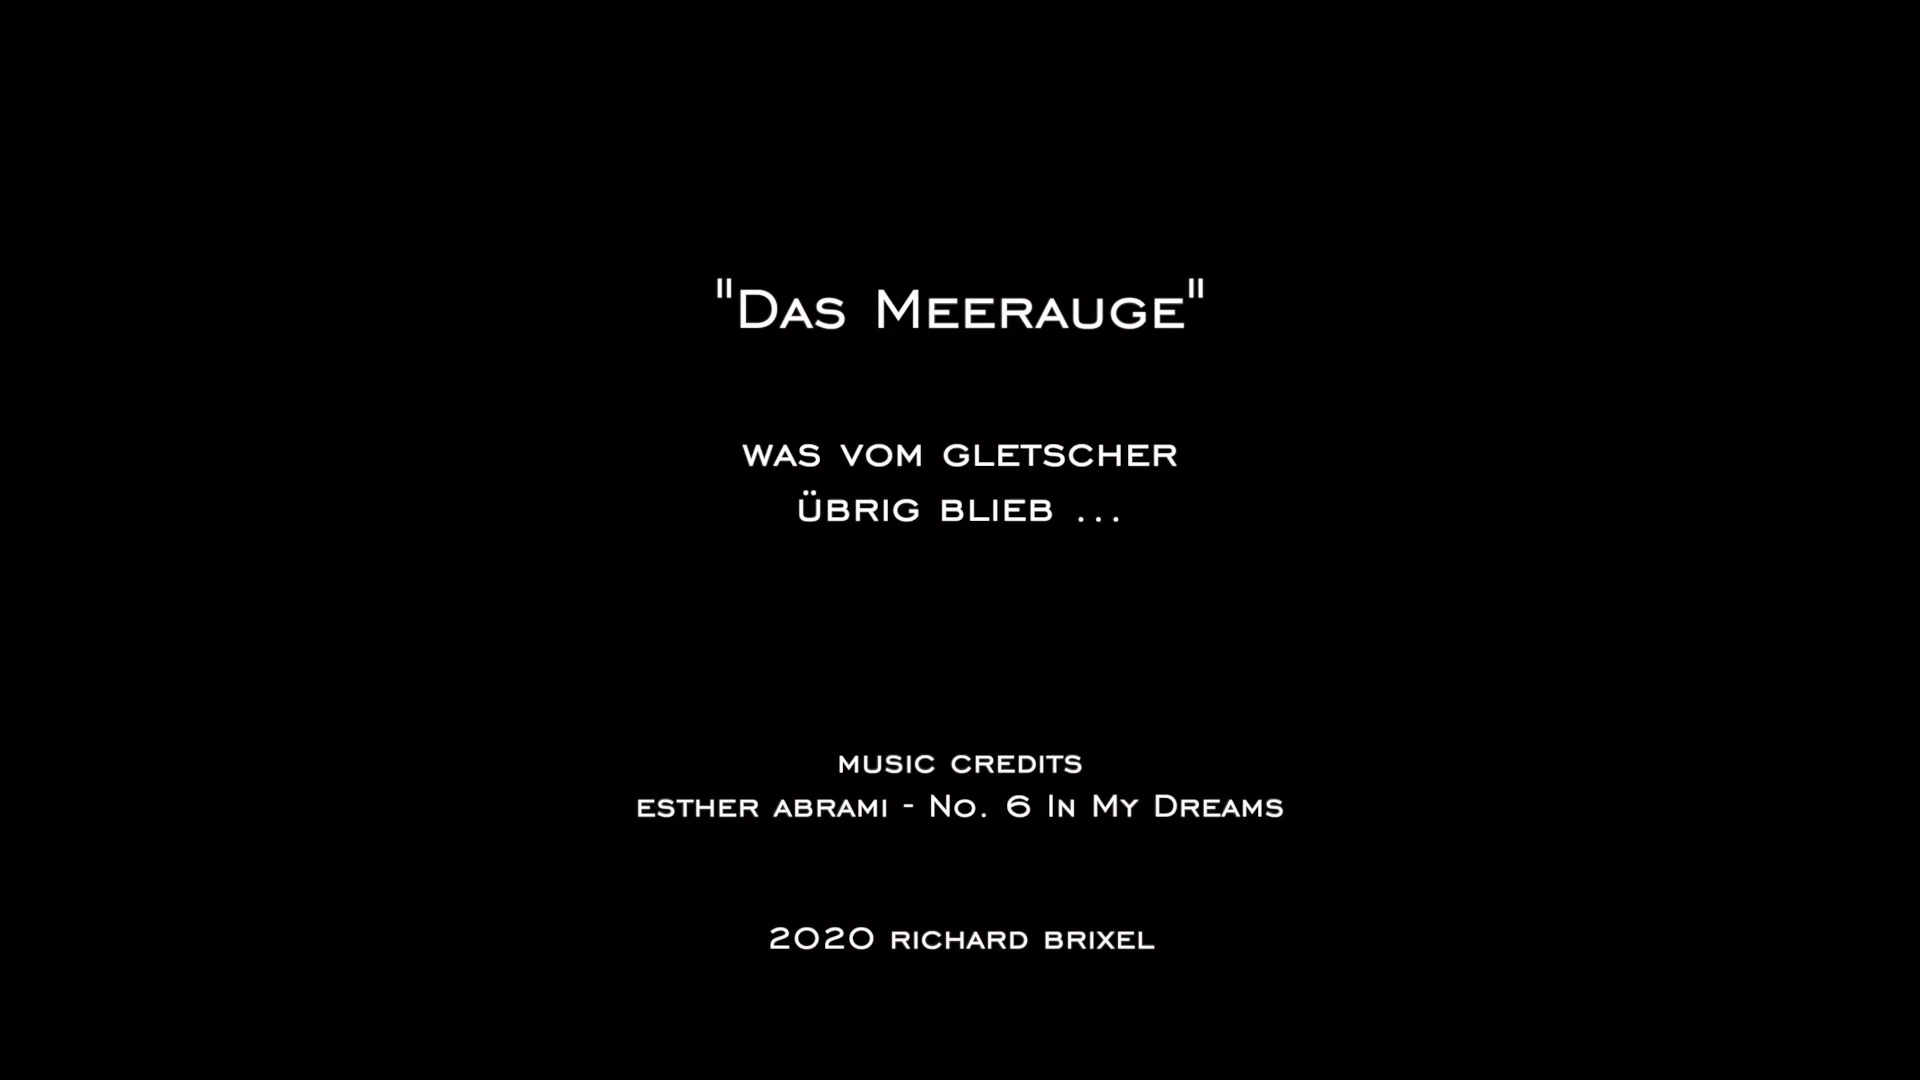 "Das Meerauge"
was vom gletscher
übrig blieb ...
music credits
esther abrami - No. 6 In My Dreams
2020 richard brixel